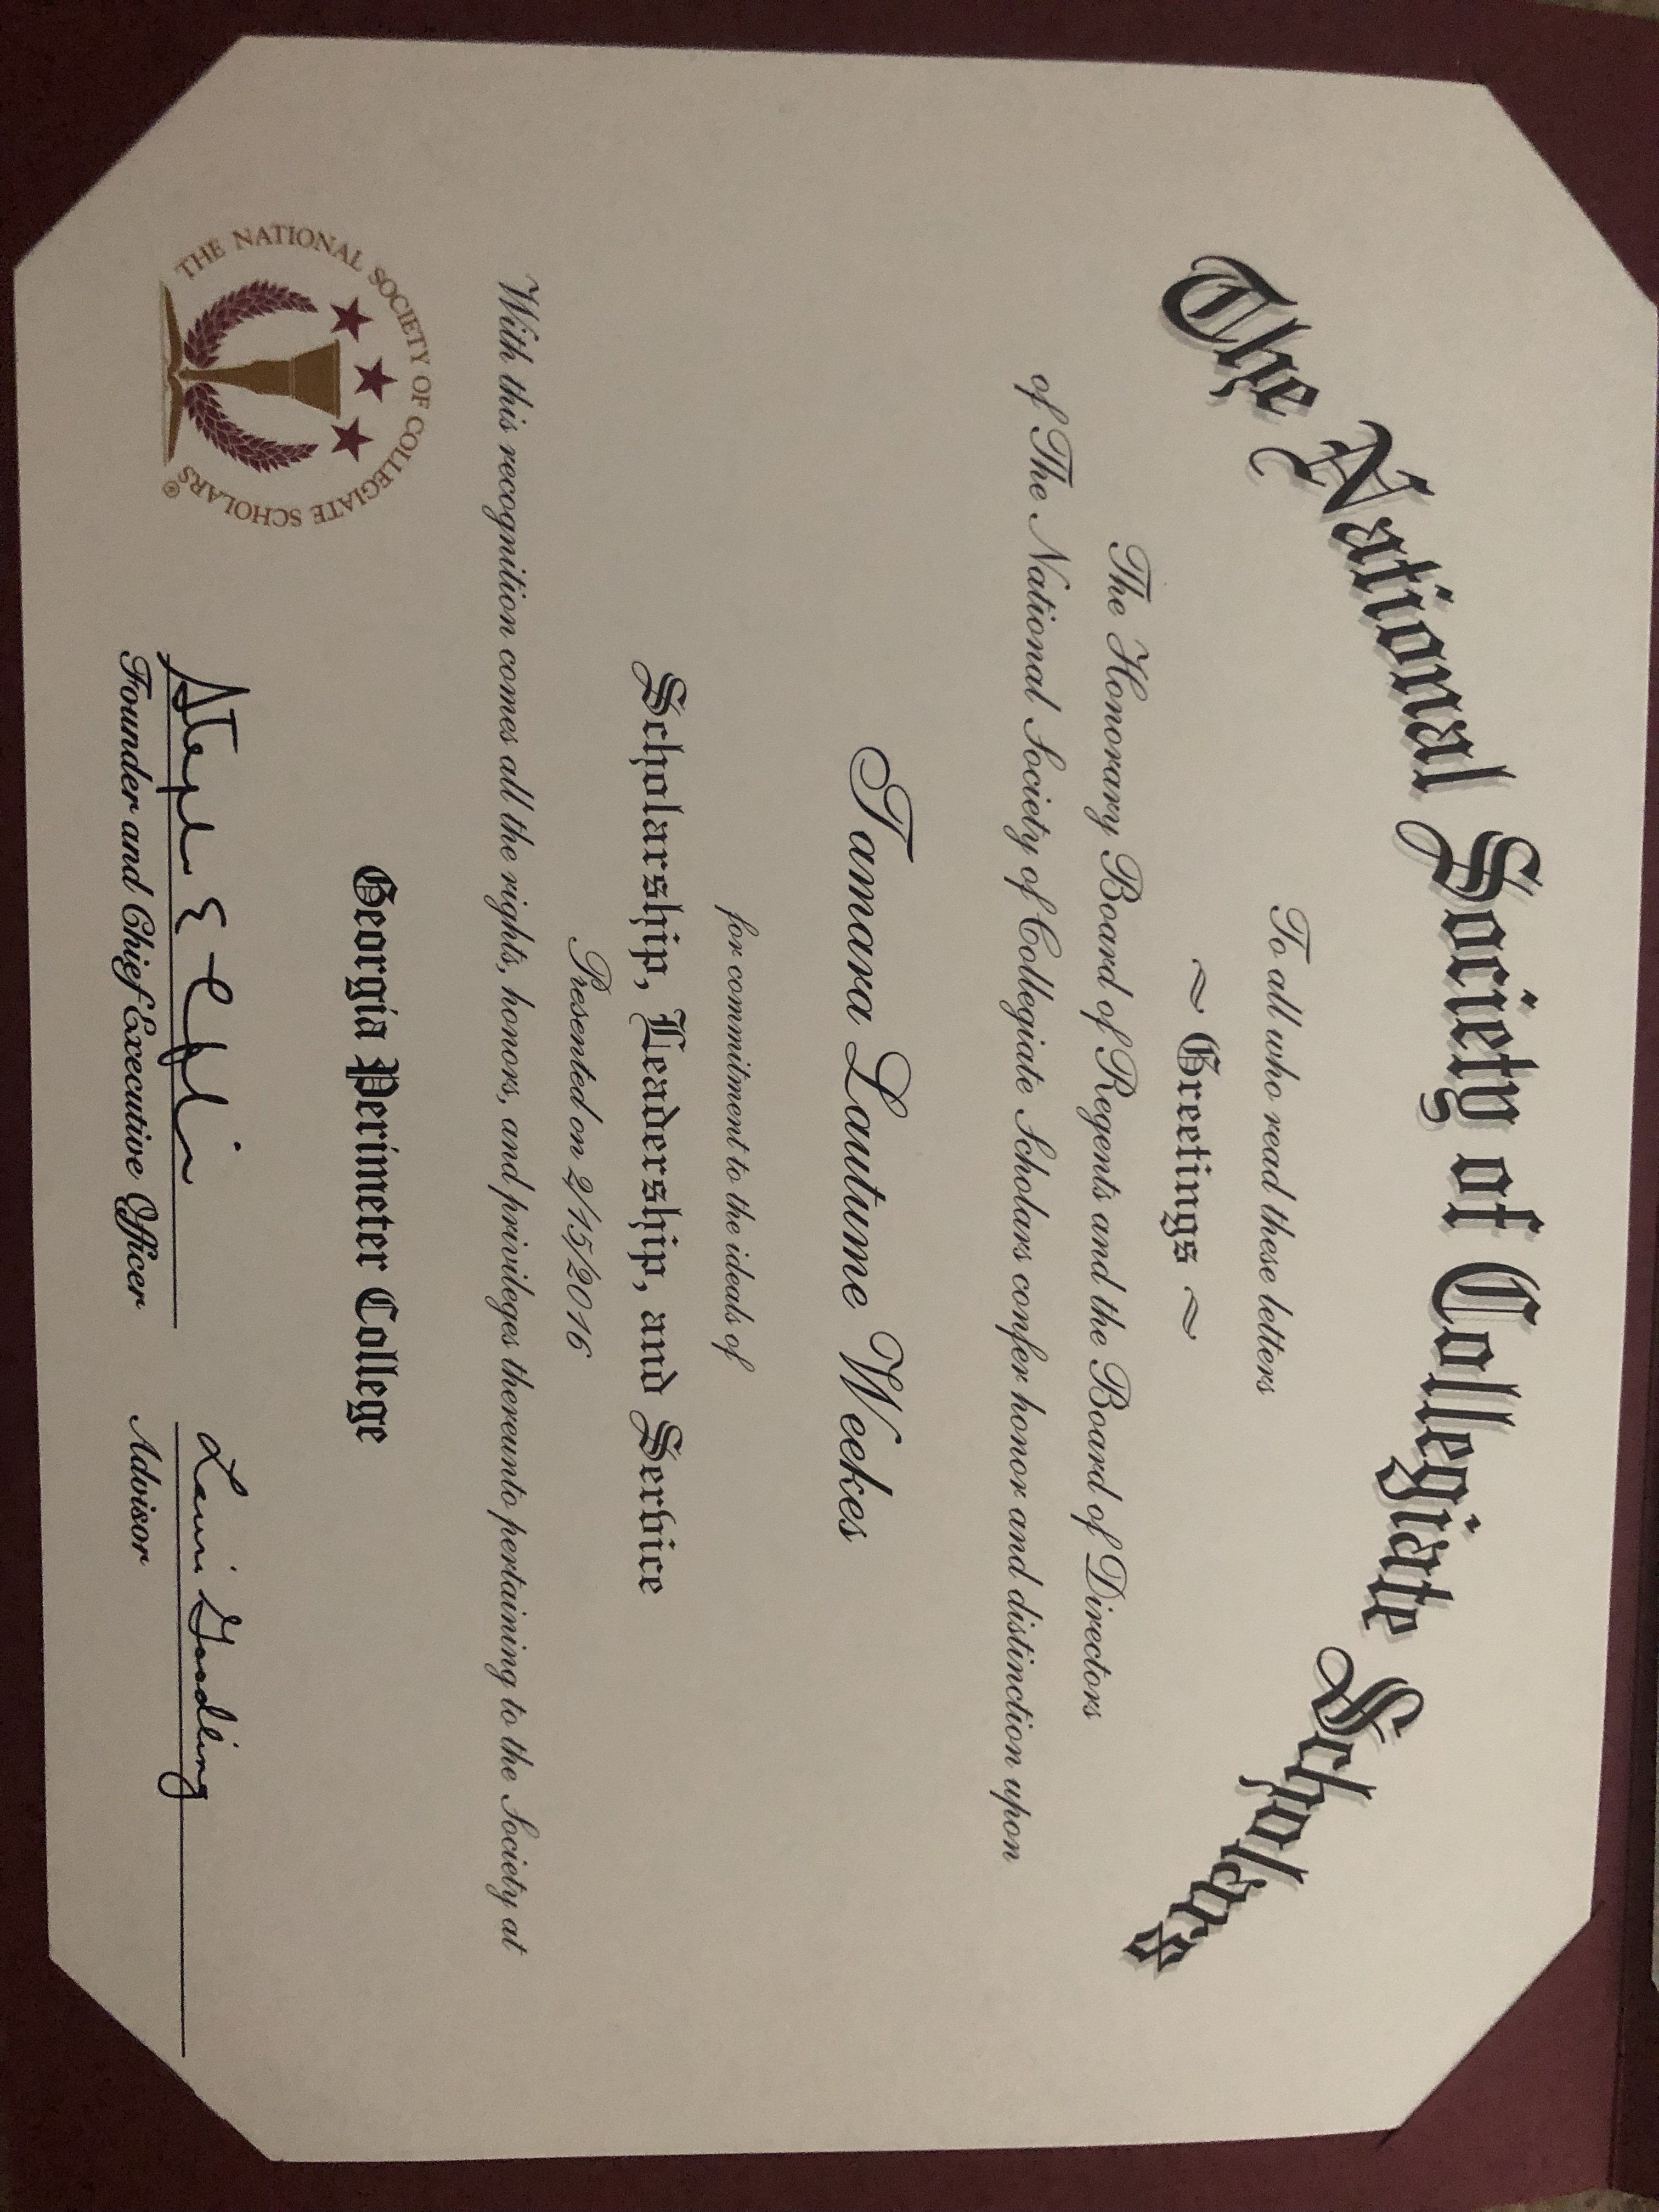 The National Society of Collegiate Scholars
To all who read these letters
~ Greetings ~
The Honorary Board of Regents and the Board of Directors
of The National Society of Collegiate Scholars confer honor and distinction upon
Tamara Lautume Weekes
for commitment to the ideals of
Scholarship, Leadership, and Service
Presented on 2/15/2016
With this recognition comes all the rights, honors, and privileges thereunto pertaining to the Society at
Georgia Perimeter College
THE NATIONAL SOCIETY OF COLLEGIATE SCHOLARS®
Founder and Chief Executive Officer
Advisor